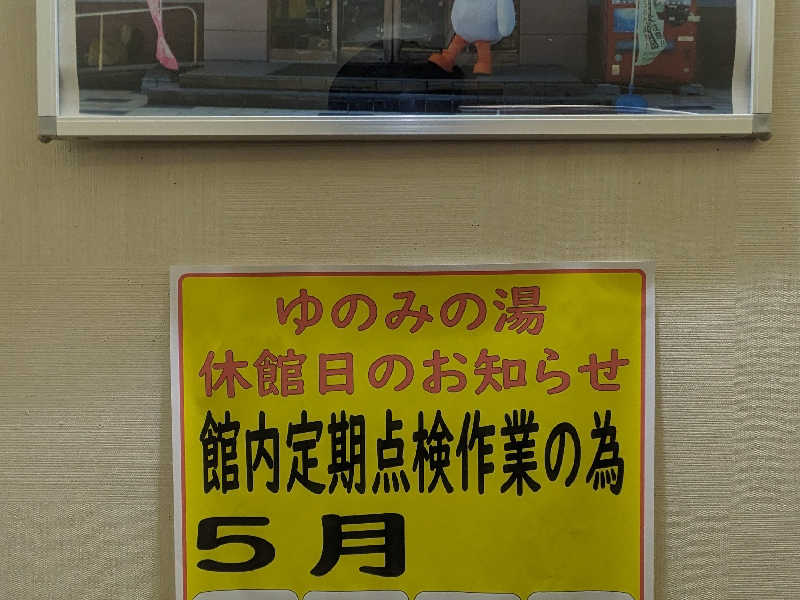 ゆのみの湯
休館日のお知らせ
館内定期点検作業の為
５月